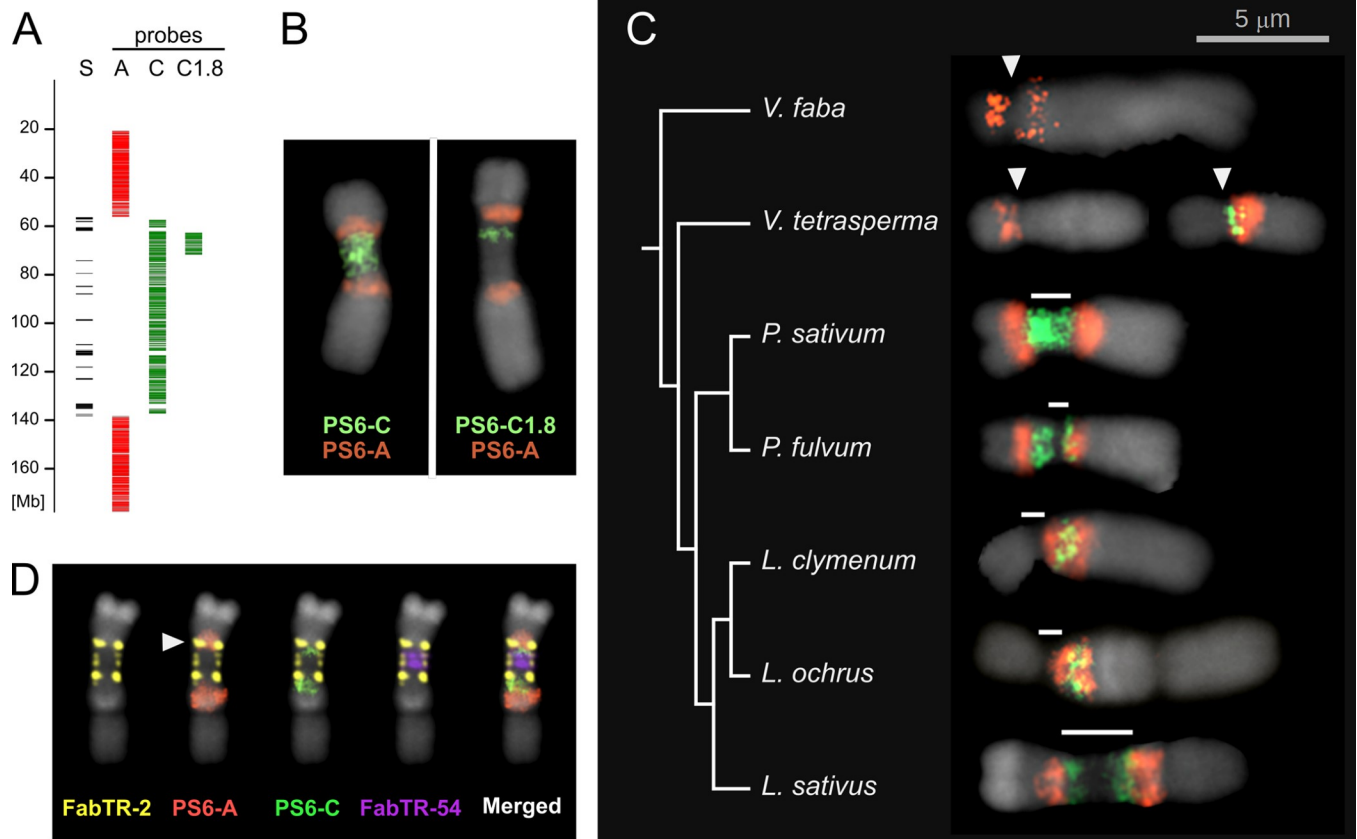 A
probes
S A C C1.8
20
40
60
80
100
120
140
160
[Mb]
B
PS6-C
PS6-A
PS6-C1.8
PS6-A
C
5 μm
V. faba
V. tetrasperma
P. sativum
P. fulvum
L. clymenum
L. ochrus
L. sativus
D
FabTR-2 PS6-A PS6-C FabTR-54 Merged